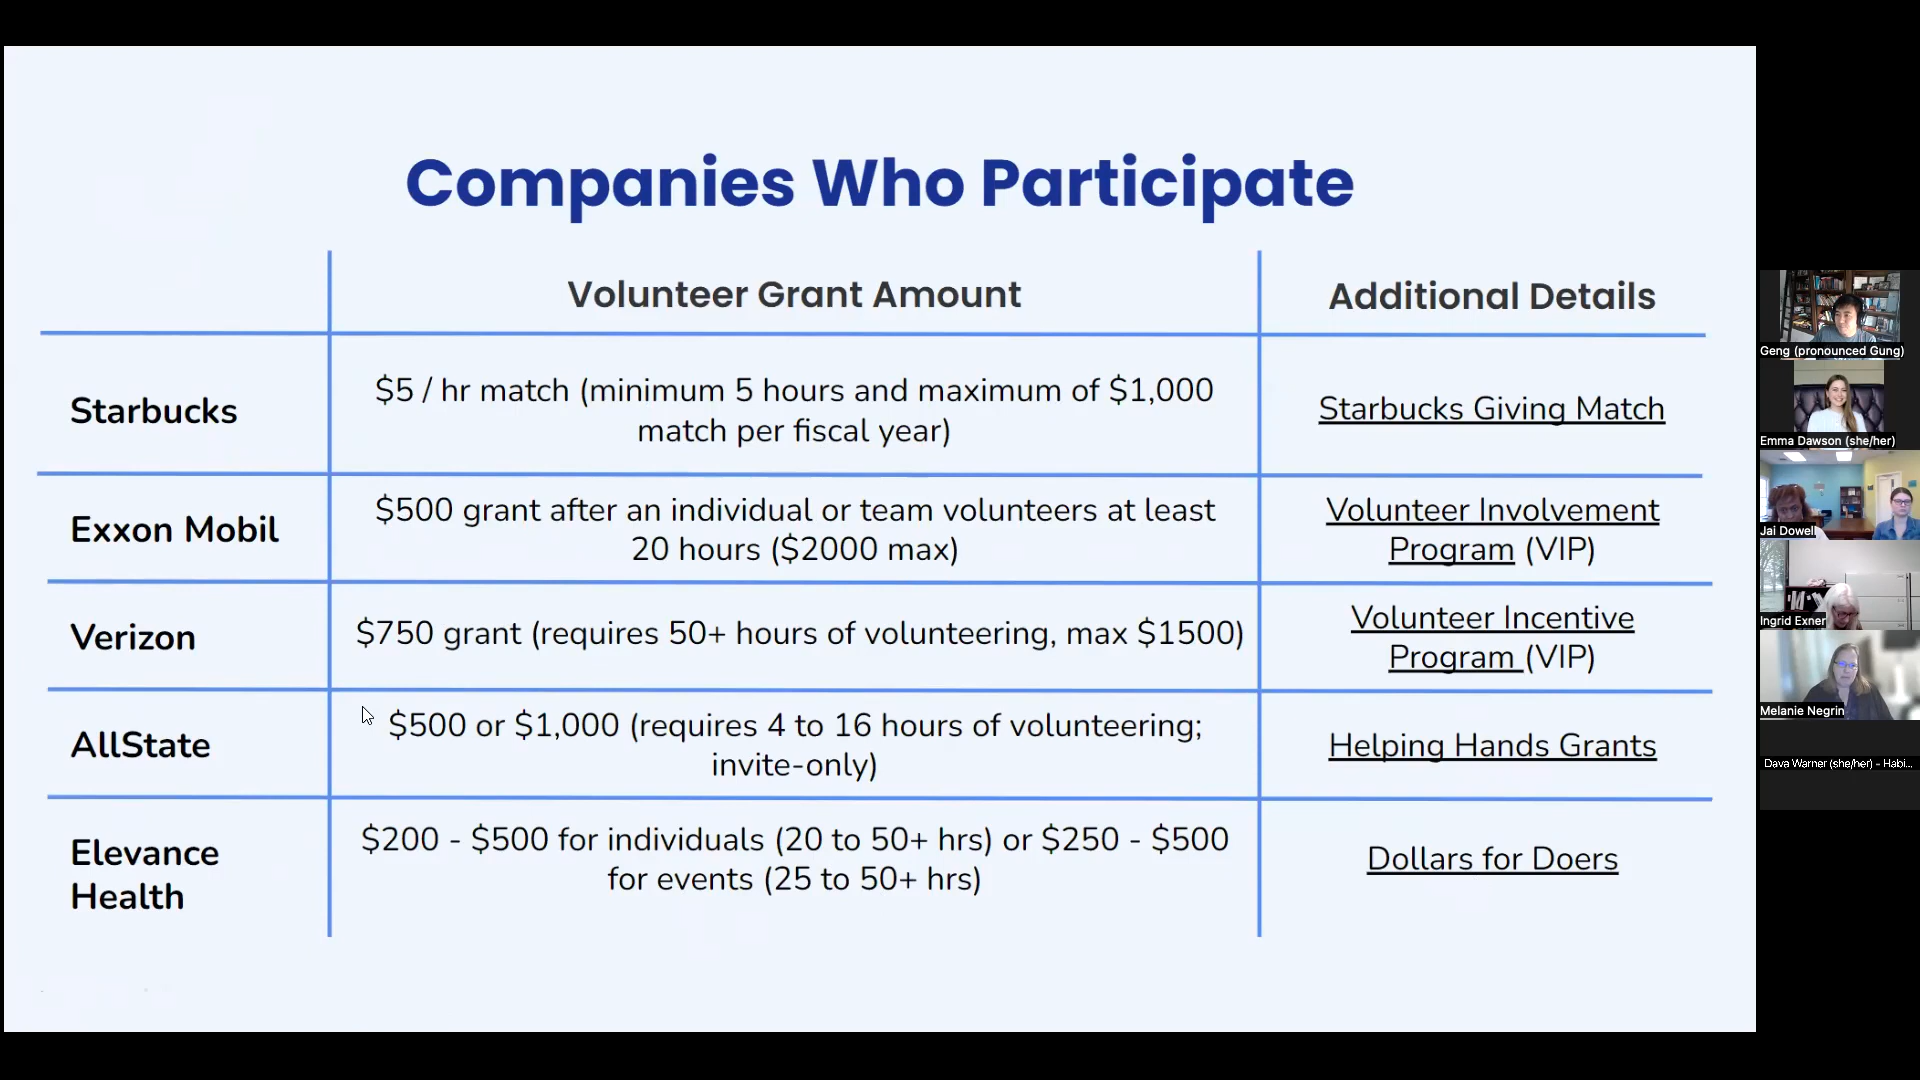 Companies Who Participate
Volunteer Grant Amount
Additional Details
Starbucks
$5 / hr match (minimum 5 hours and maximum of $1,000
match per fiscal year)
Starbucks Giving Match
Exxon Mobil
$500 grant after an individual or team volunteers at least
20 hours ($2000 max)
Volunteer Involvement
Program (VIP)
Verizon
$750 grant (requires 50+ hours of volunteering, max $1500)
Volunteer Incentive
Program (VIP)
AllState
$500 or $1,000 (requires 4 to 16 hours of volunteering;
invite-only)
Helping Hands Grants
Elevance
Health
$200 - $500 for individuals (20 to 50+ hrs) or $250 - $500
for events (25 to 50+ hrs)
Dollars for Doers
Geng (pronounced Gung)
Emma Dawson (she/her)
Jai Dowell
Ingrid Exner
Melanie Negrin
Dava Warner (she/her) - Habi...